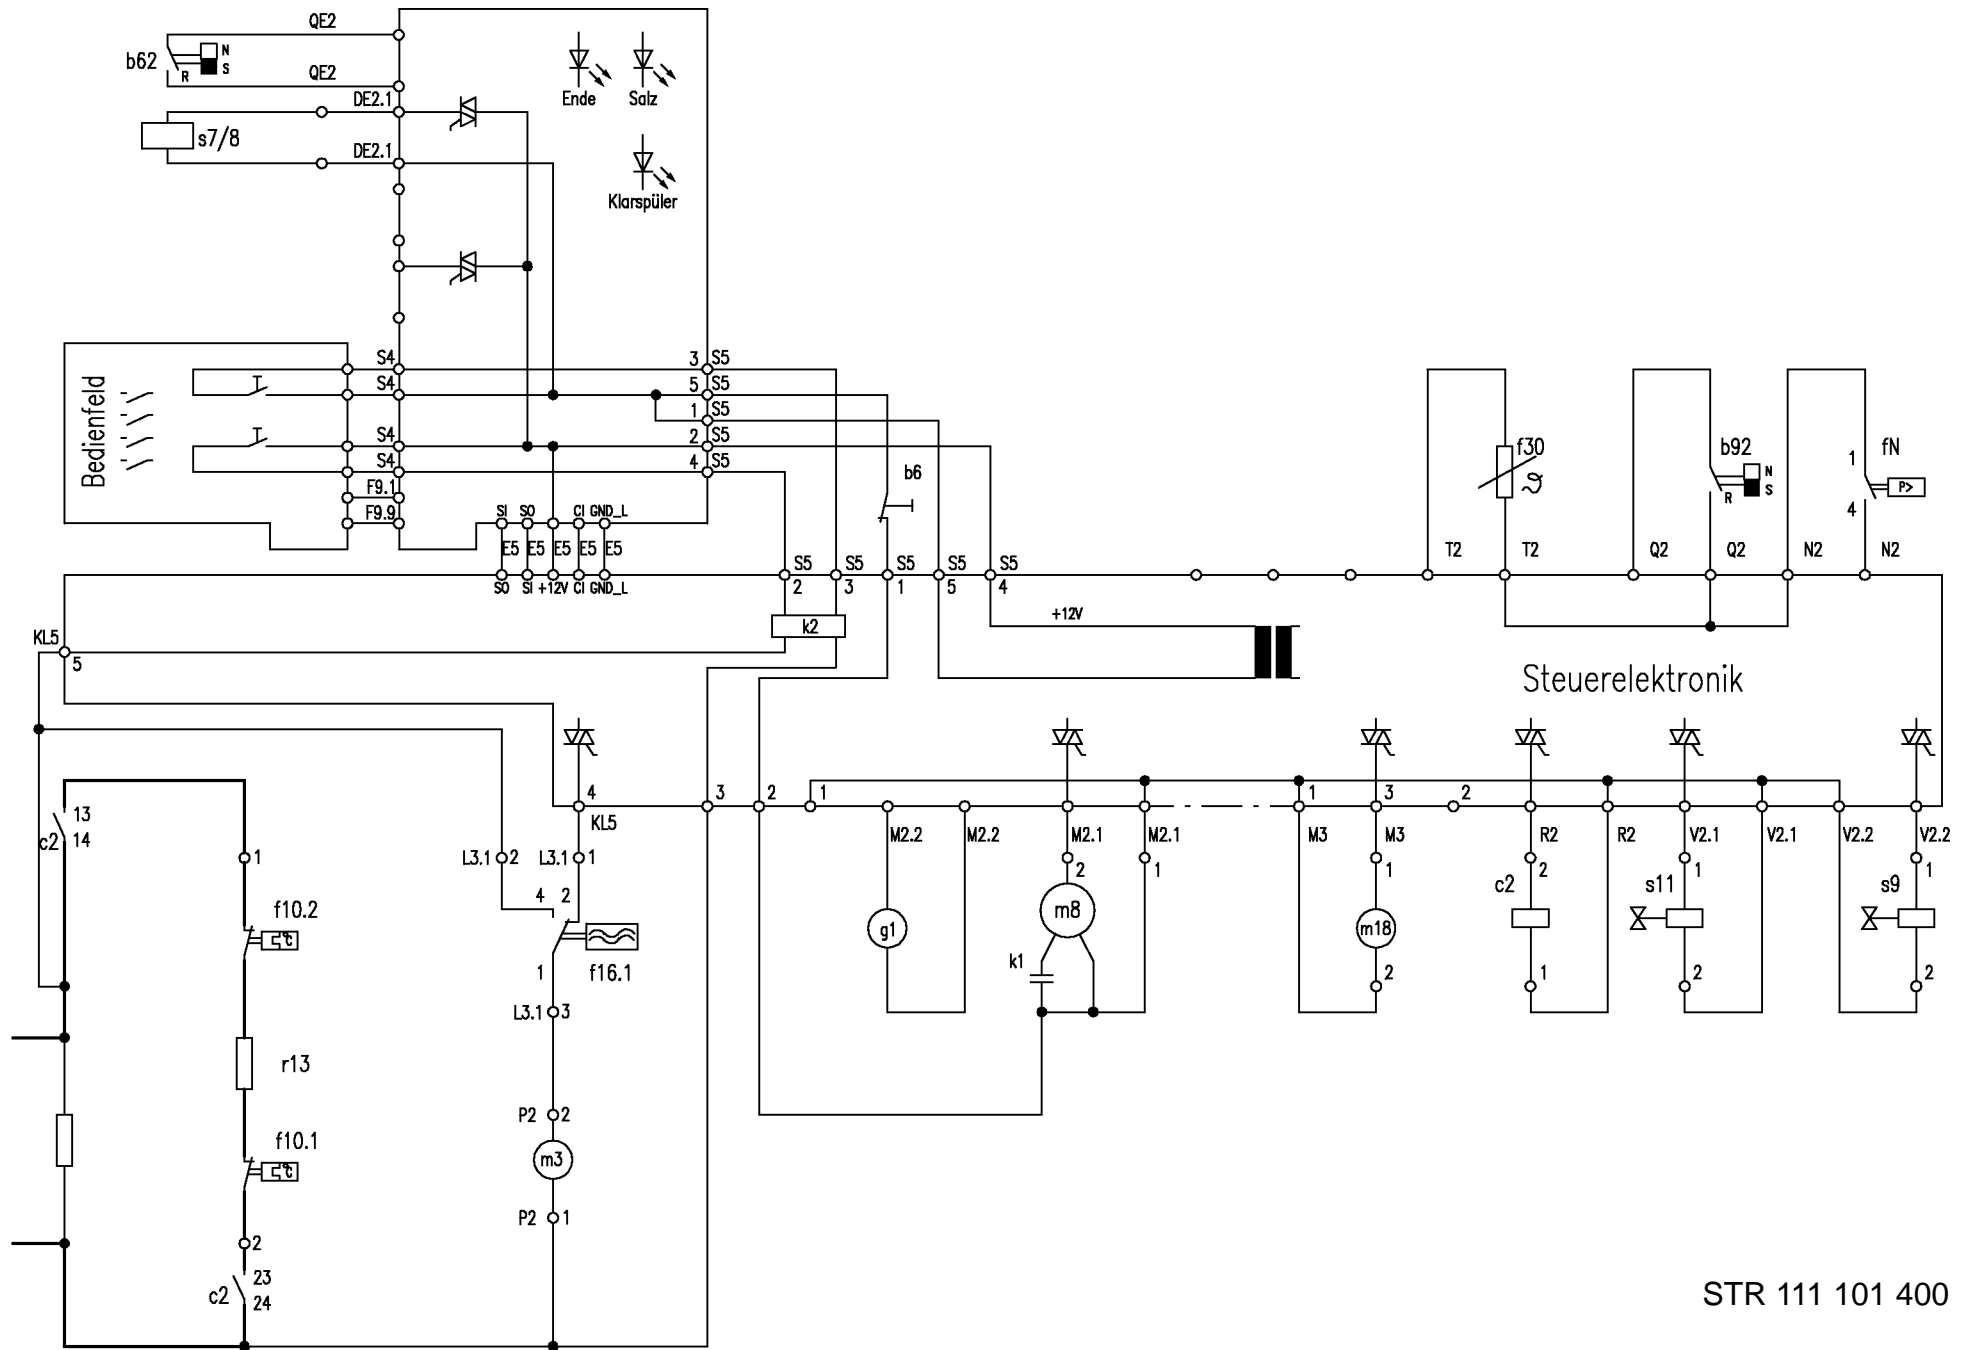 QE2
b62 N
R S
QE2
DE2.1
s7/8
DE2.1
Ende Salz
Klarspüler
Bedienfeld
S4 3 S5
S4 5 S5
1 S5
S4 2 S5
S4 4 S5
F9.1
F9.9
SI SO CI GND_L
E5 E5 E5 E5 E5
SO SI +12V CI GND_L
b6
S5 S5 S5 S5
2 3 1 5 4
f30 b92 fN
ϑ
N
R S
1
P>
4
T2 T2 Q2 Q2 N2 N2
KL5
5
k2
+12V
Steuerelektronik
4 3 2 1 1 3 2
KL5
13
c2 14
M2.2 M2.2 M2.1 M2.1 M3 M3 R2 R2 V2.1 V2.1 V2.2 V2.2
1
L3.1 2 L3.1 1
2 1 1 2 1 1
4 2
f10.2
°C
g1 m8 m18 c2 s11 s9
k1
1 f16.1
2 1 2 2
L3.1 3
r13
P2 2
f10.1
°C
m3
P2 1
2
23
c2 24
STR 111 101 400